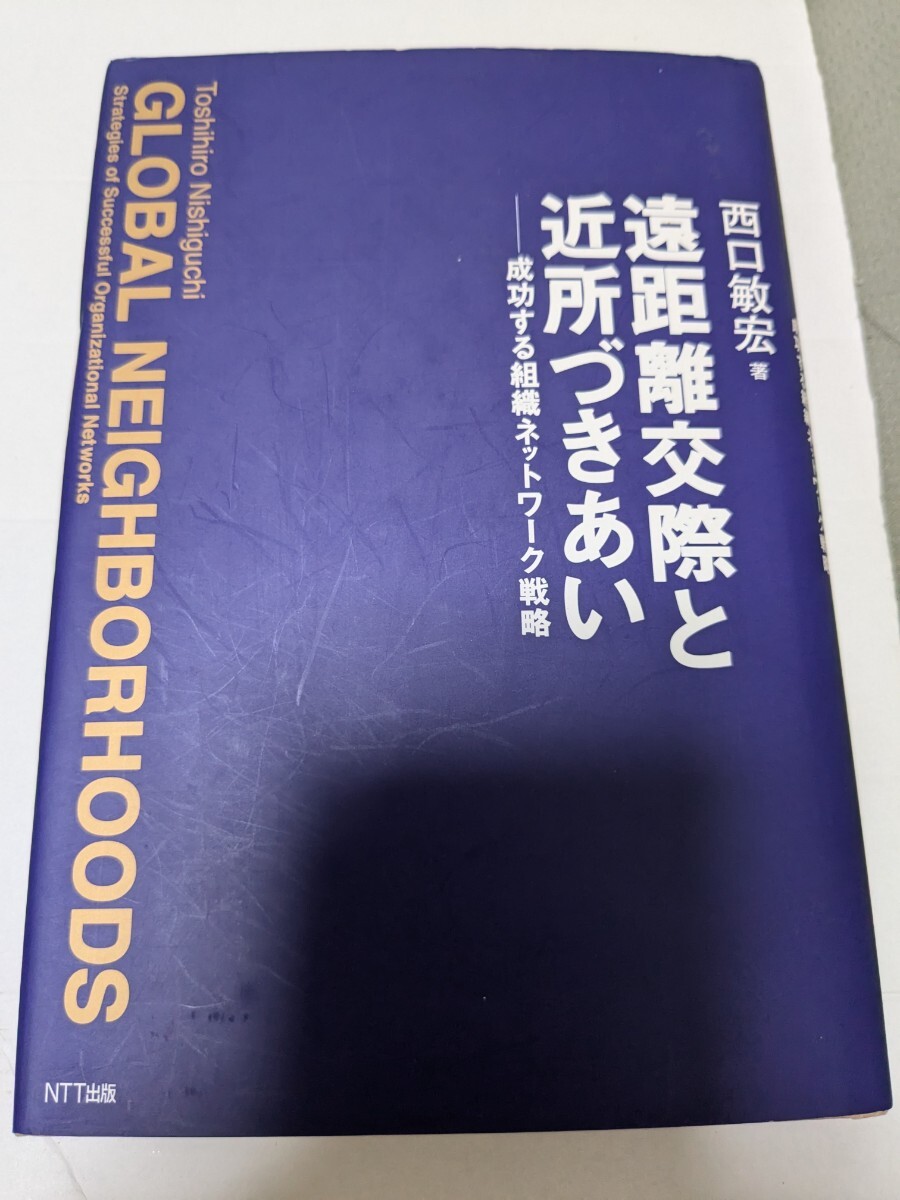 西口敏宏 著
遠距離交際と
近所づきあい
――成功する組織ネットワーク戦略
Toshihiro Nishiguchi
GLOBAL NEIGHBORHOODS
Strategies of Successful Organizational Networks
NTT出版